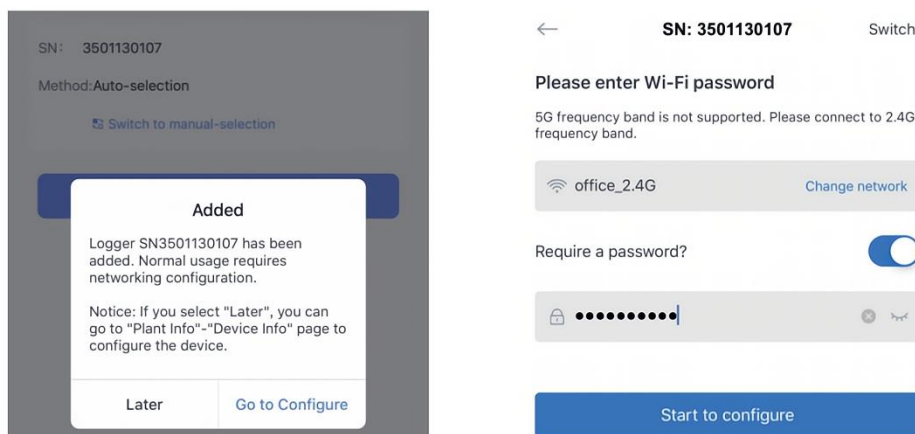 SN: 3501130107
Method:Auto-selection
Switch to manual-selection
Added
Logger SN3501130107 has been
added. Normal usage requires
networking configuration.
Notice: If you select "Later", you can
go to "Plant Info"-"Device Info" page to
configure the device.
Later Go to Configure
SN: 3501130107 Switch
Please enter Wi-Fi password
5G frequency band is not supported. Please connect to 2.4G
frequency band.
office_2.4G Change network
Require a password?
••••••••••
Start to configure